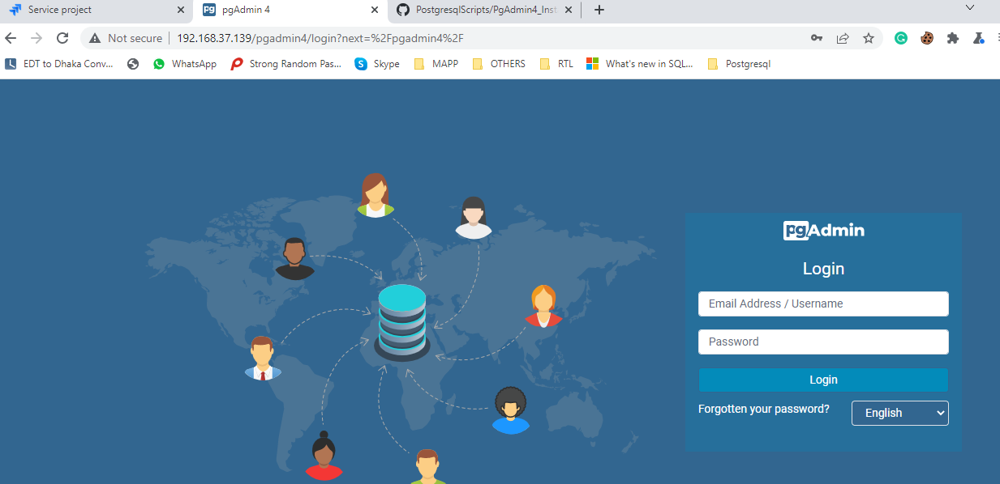 Service project
pgAdmin 4
PostgresqlScripts/PgAdmin4_Inst
Not secure
192.168.37.139/pgadmin4/login?next=%2Fpgadmin4%2F
EDT to Dhaka Conv...
WhatsApp
Strong Random Pas...
Skype
MAPP
OTHERS
RTL
What's new in SQL...
Postgresql
pgAdmin
Login
Email Address / Username
Password
Login
Forgotten your password?
English